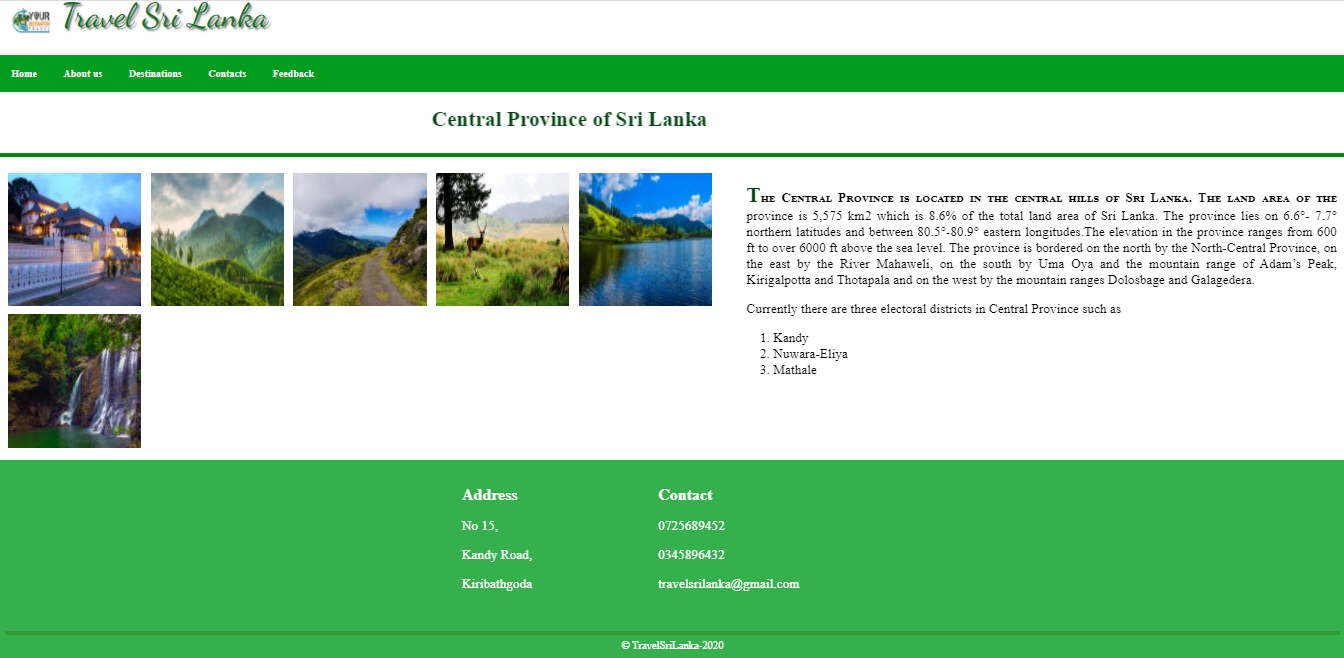 YOUR
DESTINATION
TRAVEL
Travel Sri Lanka
Home About us Destinations Contacts Feedback
Central Province of Sri Lanka
The Central Province is located in the central hills of Sri Lanka. The land area of the
province is 5,575 km2 which is 8.6% of the total land area of Sri Lanka. The province lies on 6.6°- 7.7°
northern latitudes and between 80.5°-80.9° eastern longitudes.The elevation in the province ranges from 600
ft to over 6000 ft above the sea level. The province is bordered on the north by the North-Central Province, on
the east by the River Mahaweli, on the south by Uma Oya and the mountain range of Adam’s Peak,
Kirigalpotta and Thotapala and on the west by the mountain ranges Dolosbage and Galagedera.
Currently there are three electoral districts in Central Province such as
1. Kandy
2. Nuwara-Eliya
3. Mathale
Address
No 15,
Kandy Road,
Kiribathgoda
Contact
0725689452
0345896432
travelsrilanka@gmail.com
© TravelSriLanka-2020